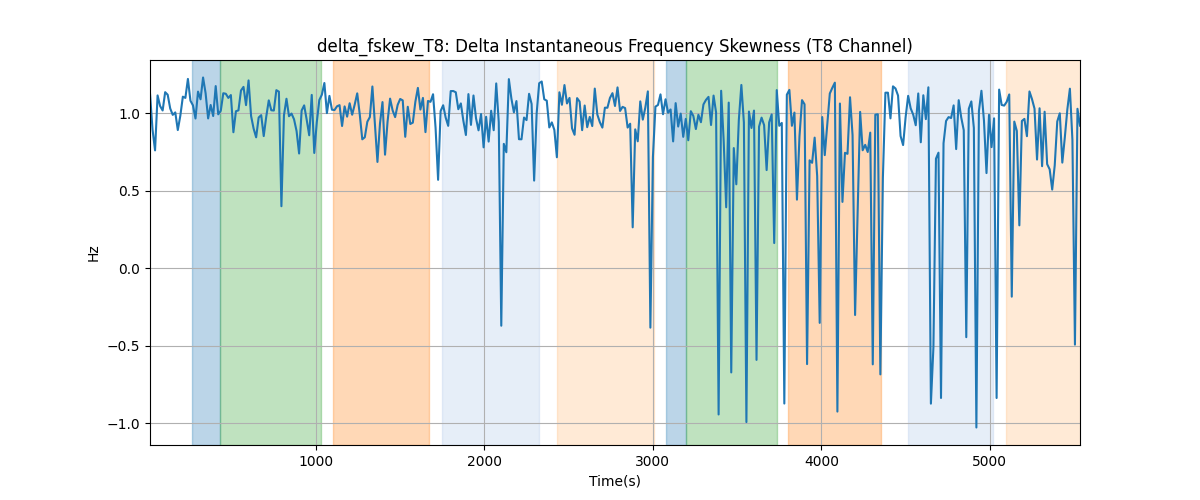 delta_fskew_T8: Delta Instantaneous Frequency Skewness (T8 Channel)
1.0
0.5
0.0
−0.5
−1.0
Hz
1000 2000 3000 4000 5000
Time(s)